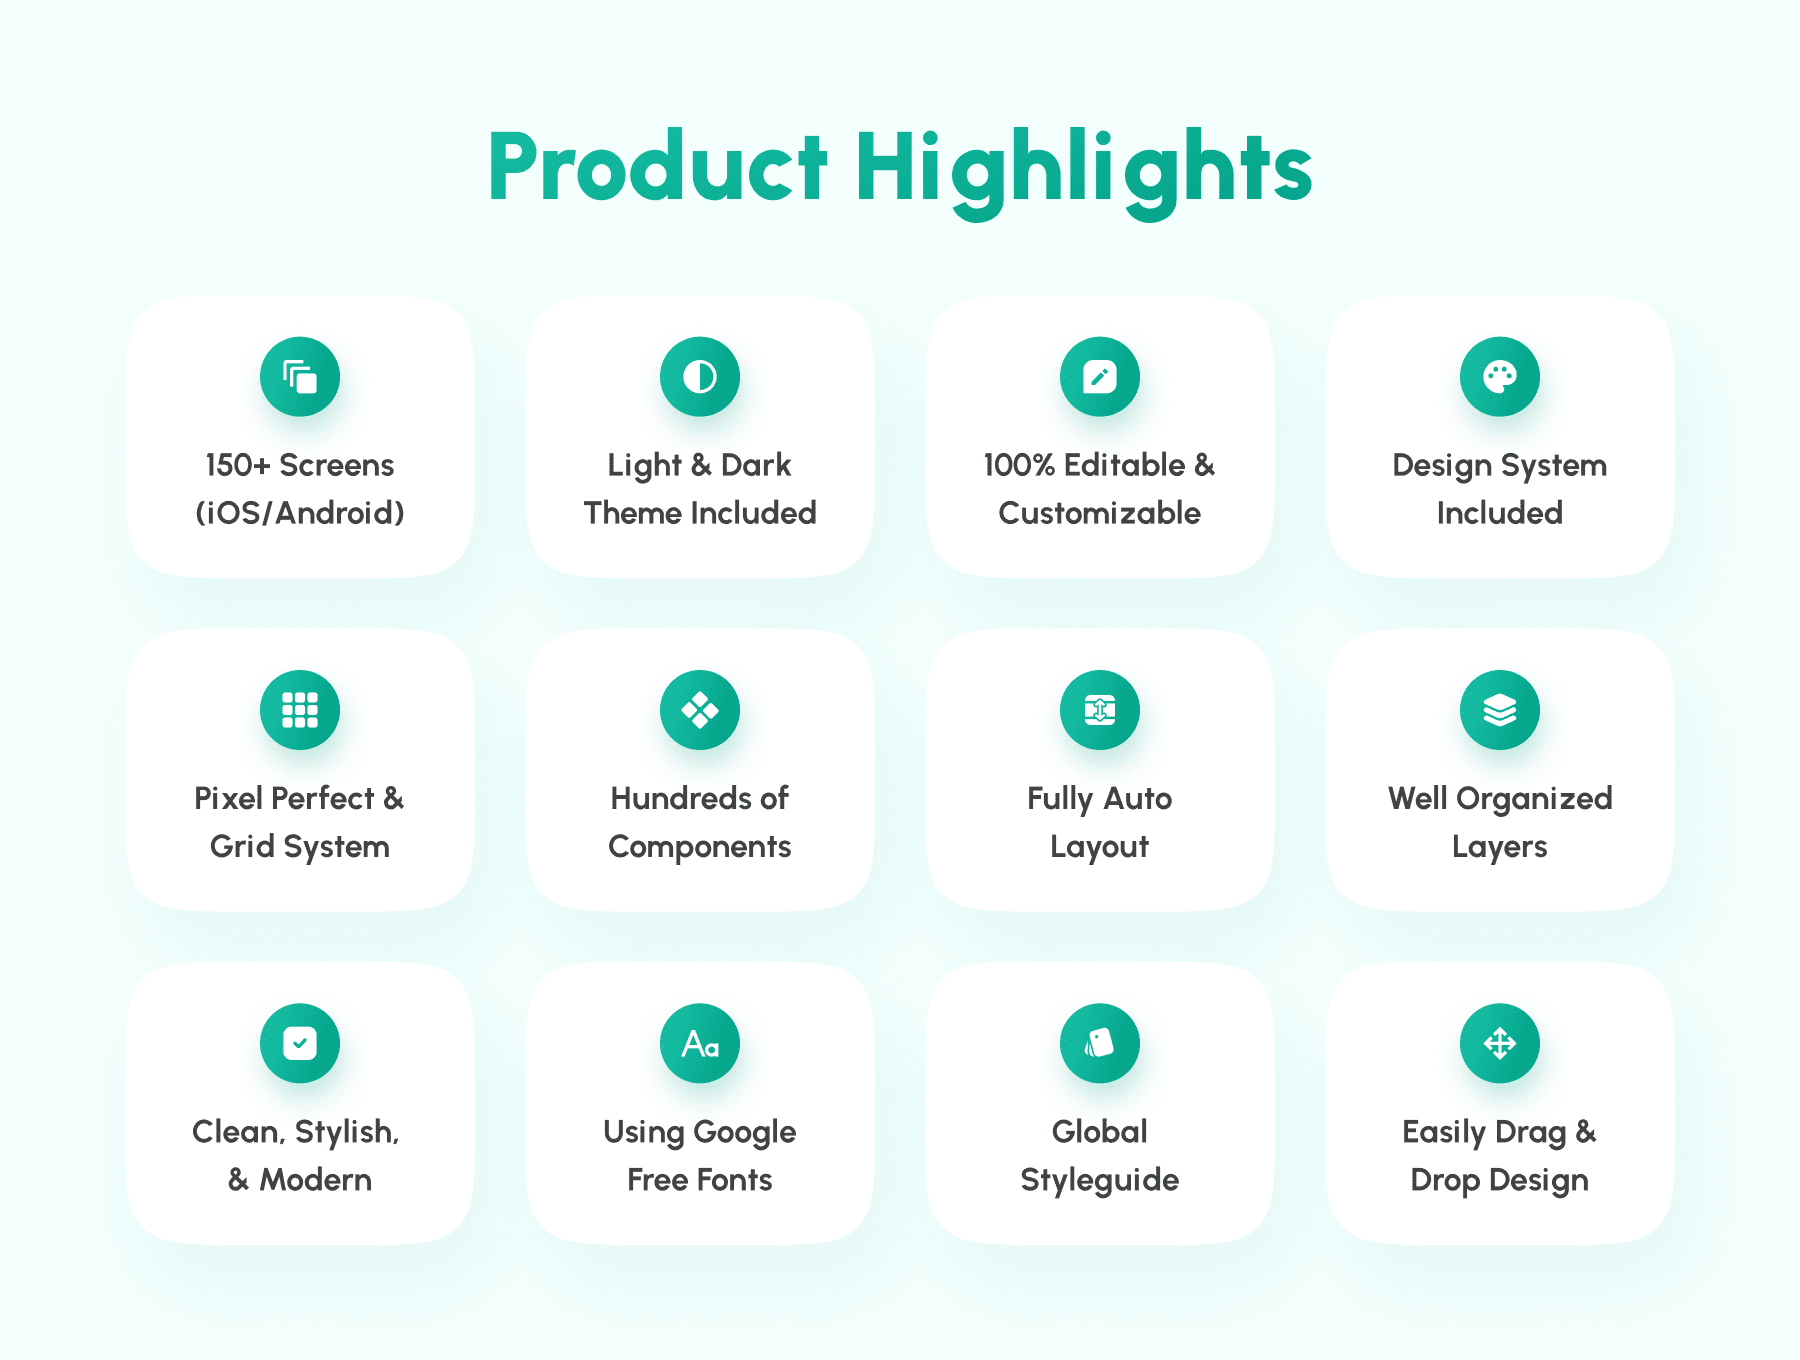 Product Highlights
150+ Screens
(iOS/Android)
Light & Dark
Theme Included
100% Editable &
Customizable
Design System
Included
Pixel Perfect &
Grid System
Hundreds of
Components
Fully Auto
Layout
Well Organized
Layers
Clean, Stylish,
& Modern
Aa
Using Google
Free Fonts
Global
Styleguide
Easily Drag &
Drop Design